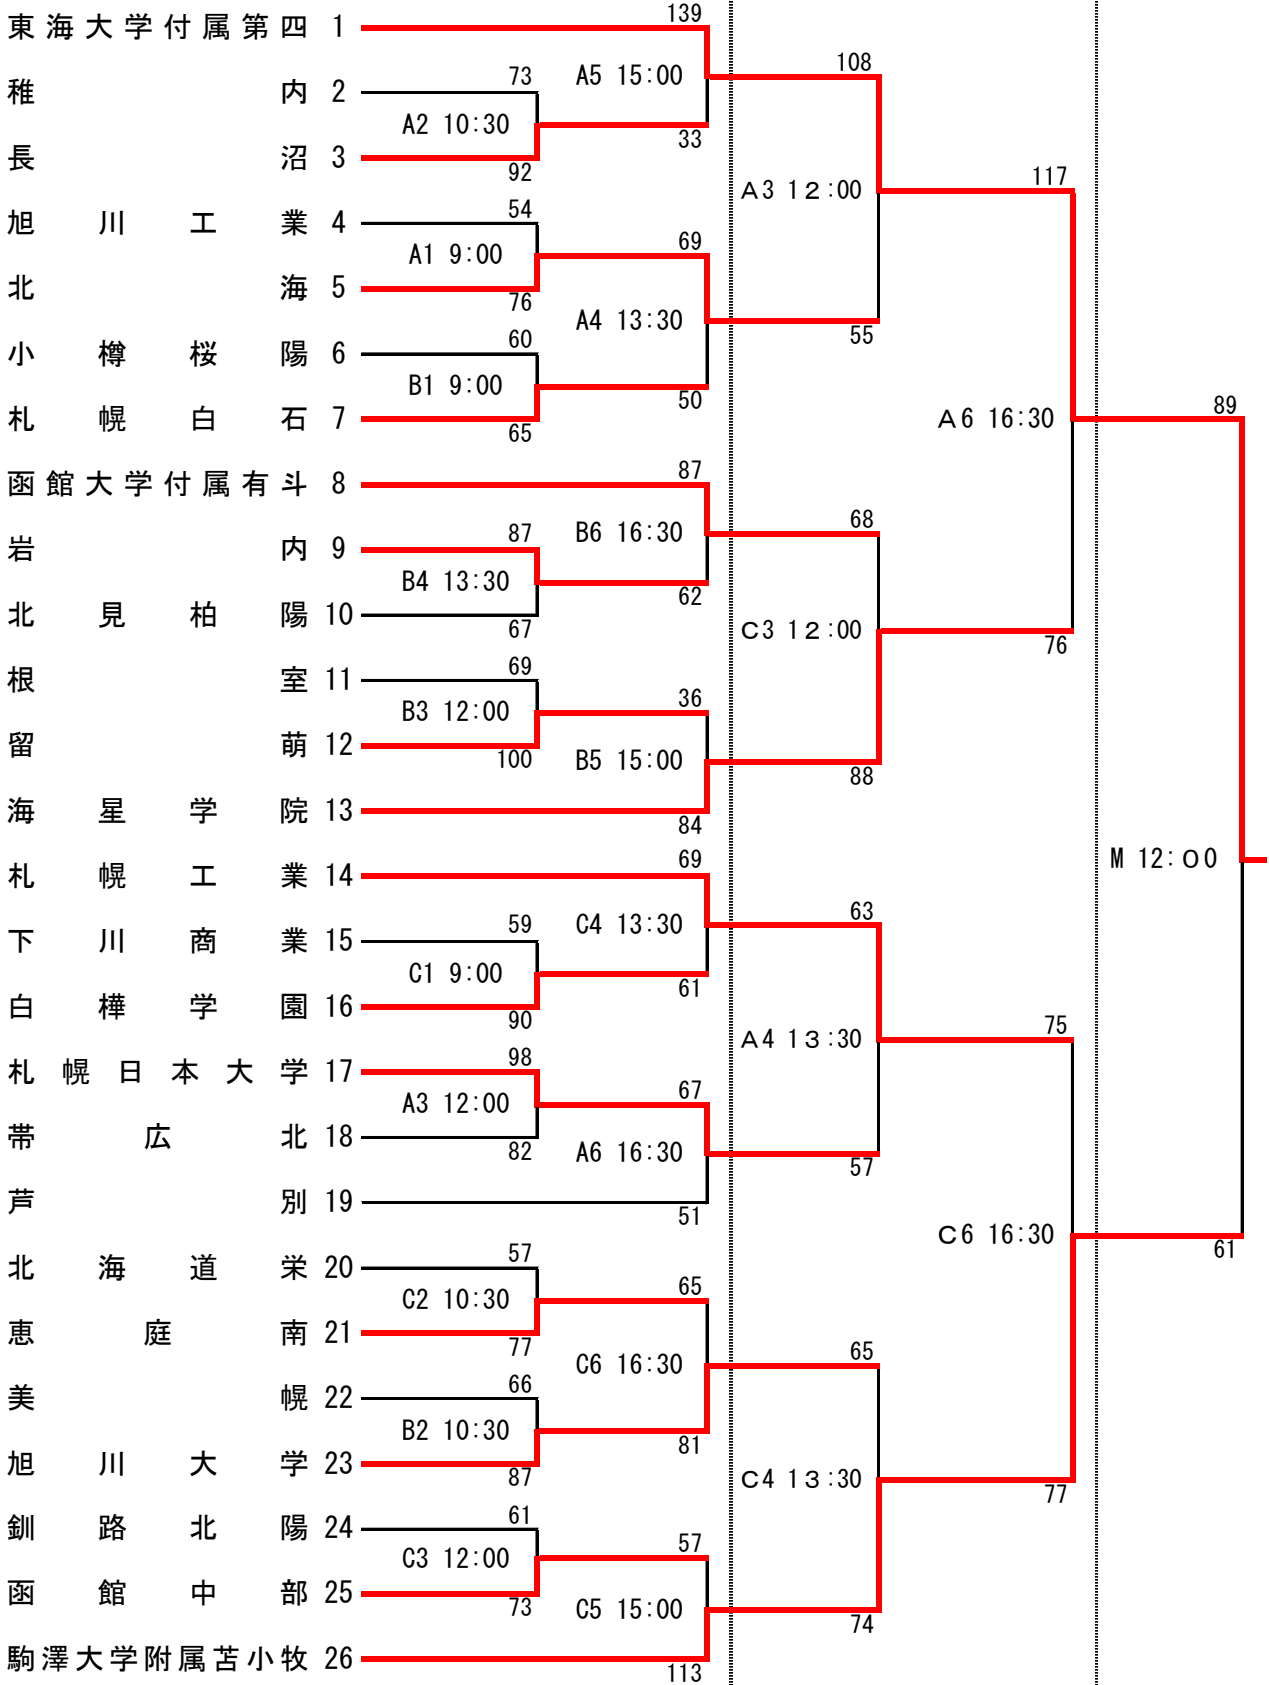 139
東海大学付属第四 1
108
A5 15:00
73
稚内 2
A2 10:30
33
長沼 3
92
117
A3 12:00
54
旭川工業 4
69
A1 9:00
北海 5
76
A4 13:30
55
60
小樽桜陽 6
B1 9:00
50
89
札幌白石 7
A6 16:30
65
87
函館大学付属有斗 8
68
B6 16:30
87
岩内 9
B4 13:30
62
北見柏陽 10
67
C3 12:00
76
69
根室 11
36
B3 12:00
留萌 12
100
B5 15:00
88
海星学院 13
84
69
M 12:00
札幌工業 14
63
59
C4 13:30
下川商業 15
C1 9:00
61
白樺学園 16
90
75
A4 13:30
98
札幌日本大学 17
67
A3 12:00
帯広北 18
82
A6 16:30
57
芦別 19
51
C6 16:30
61
57
北海道栄 20
65
C2 10:30
恵庭南 21
77
65
C6 16:30
66
美幌 22
B2 10:30
81
旭川大学 23
87
C4 13:30
77
61
釧路北陽 24
57
C3 12:00
函館中部 25
73
C5 15:00
74
駒澤大学附属苫小牧 26
113